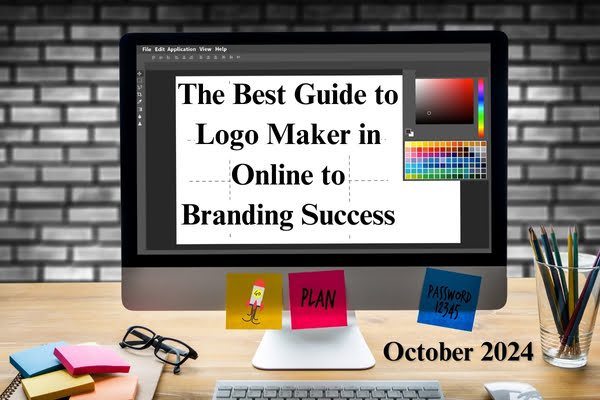 File Edit Application View Help
The Best Guide to
Logo Maker in
Online to
Branding Success
PLAN
PASSWORD
12345
October 2024